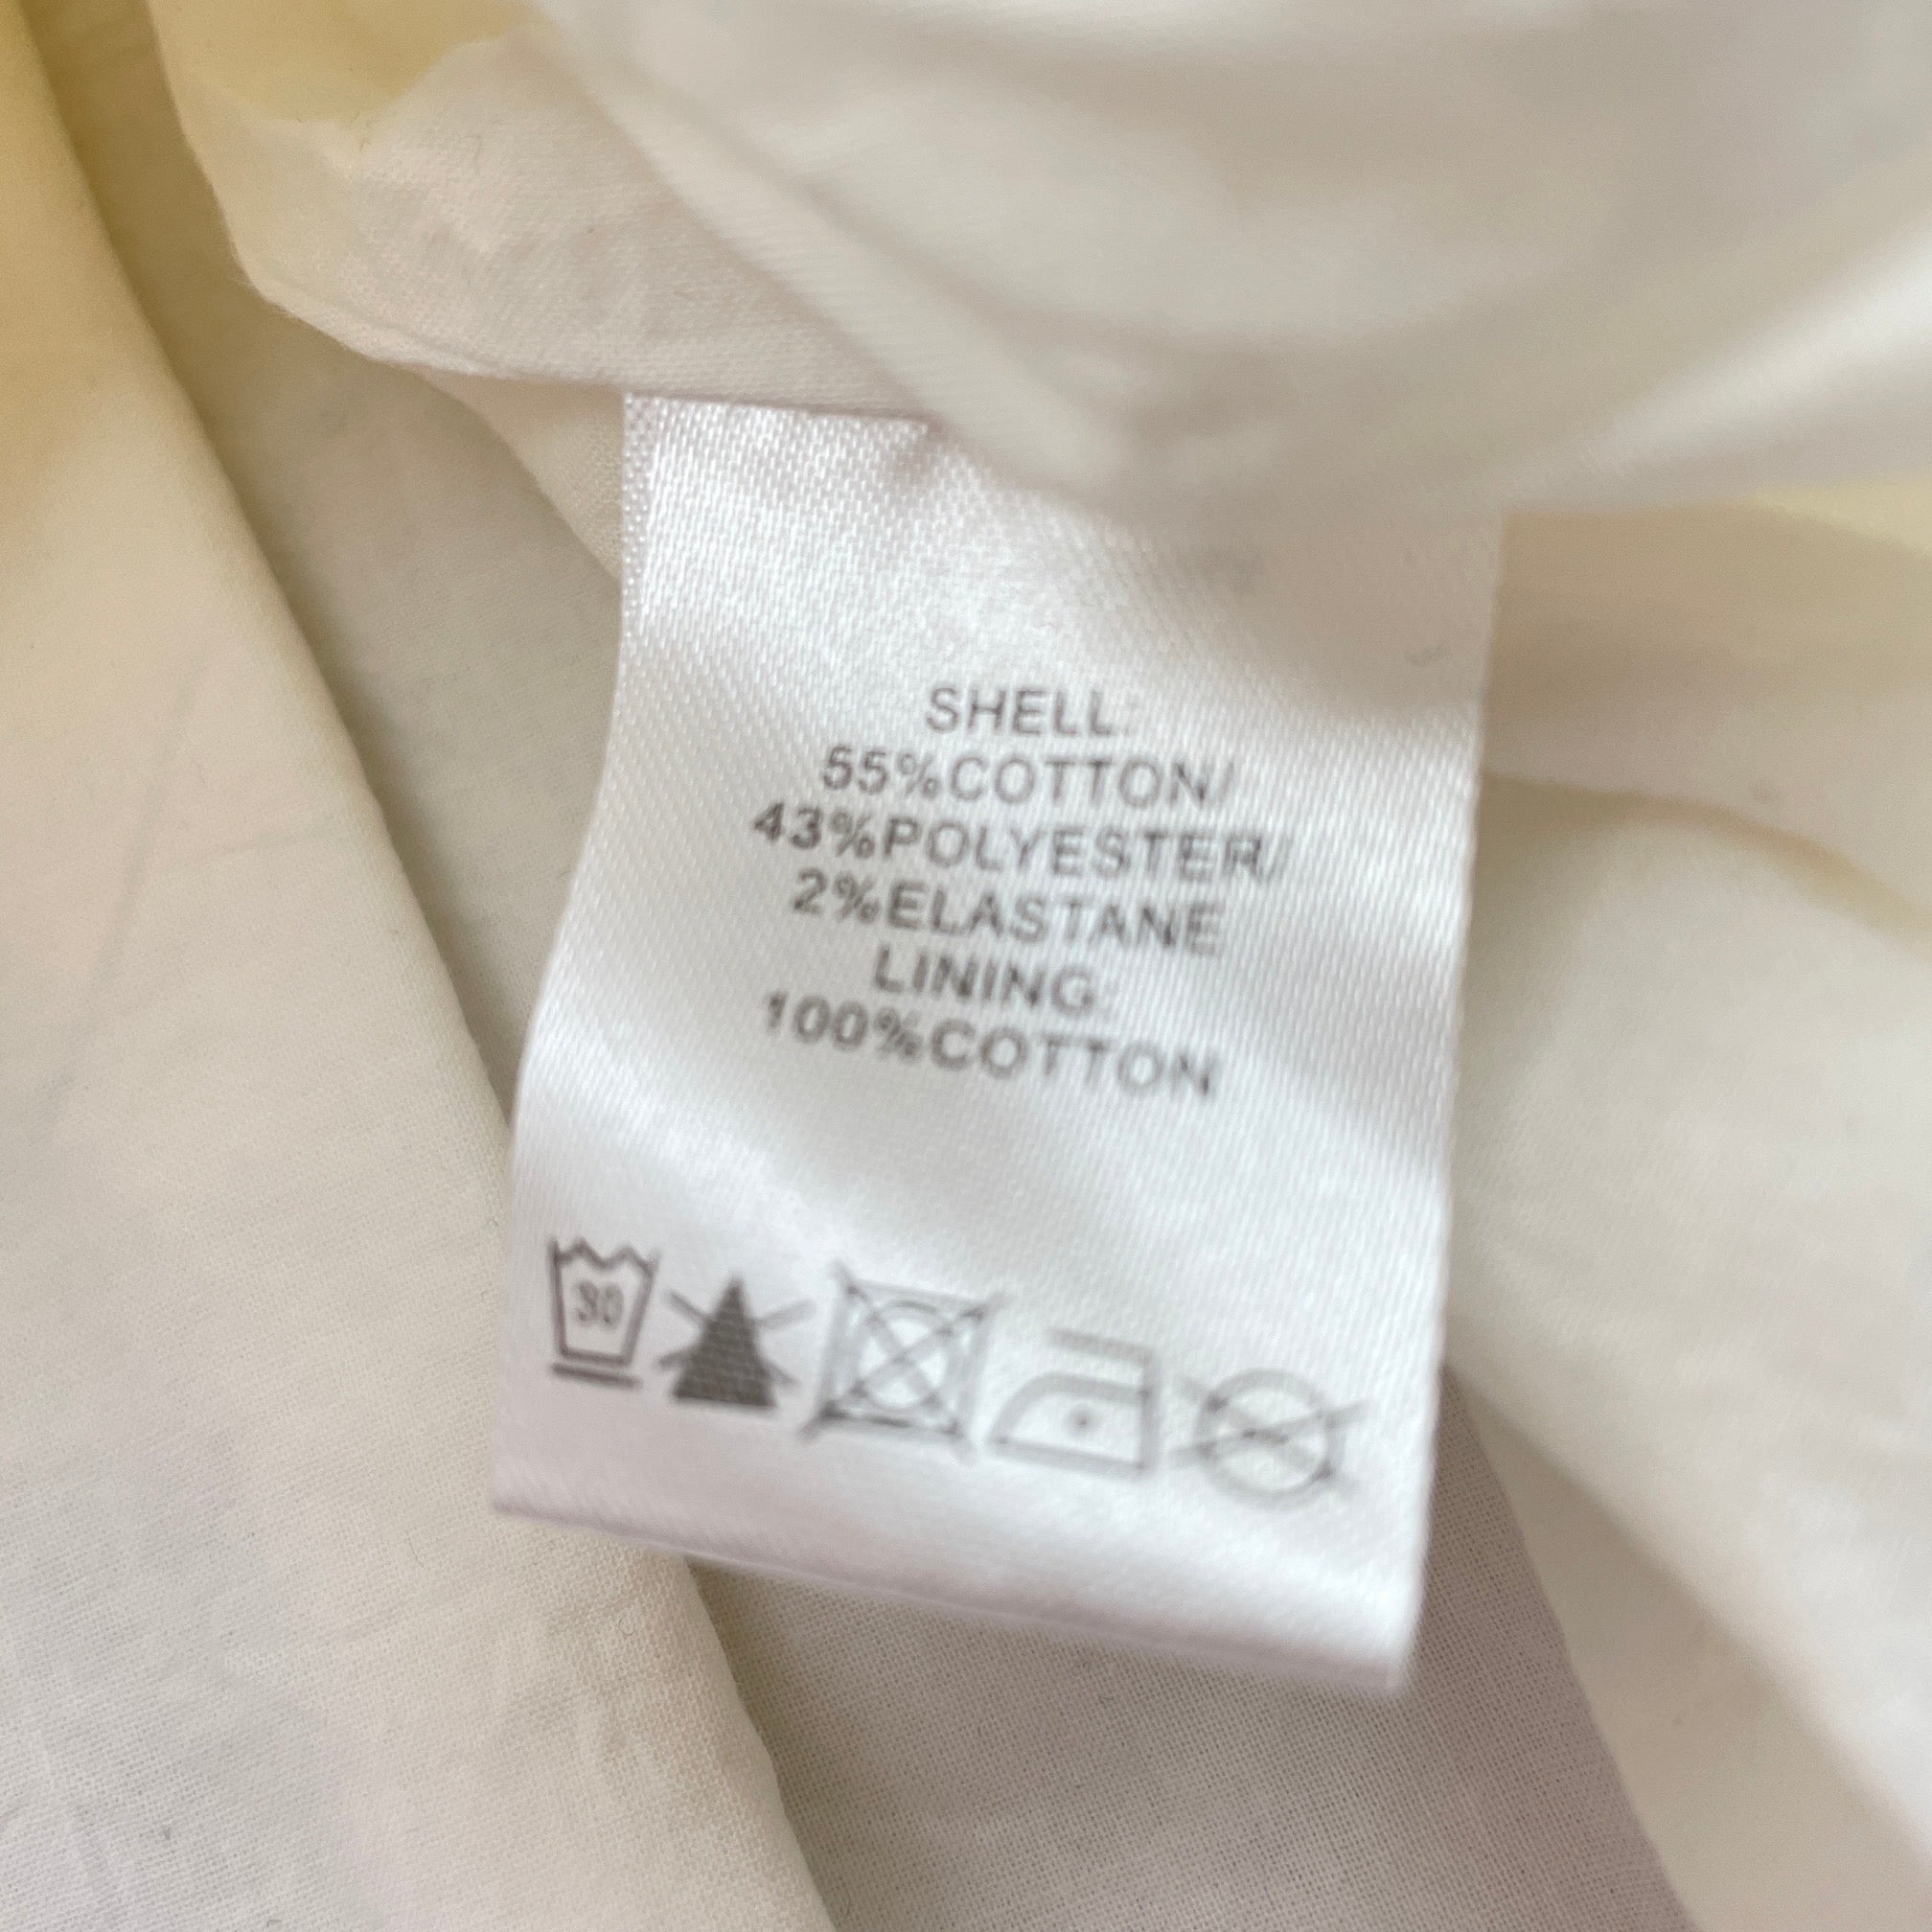 SHELL:
55%COTTON/
43%POLYESTER/
2%ELASTANE
LINING:
100%COTTON
30